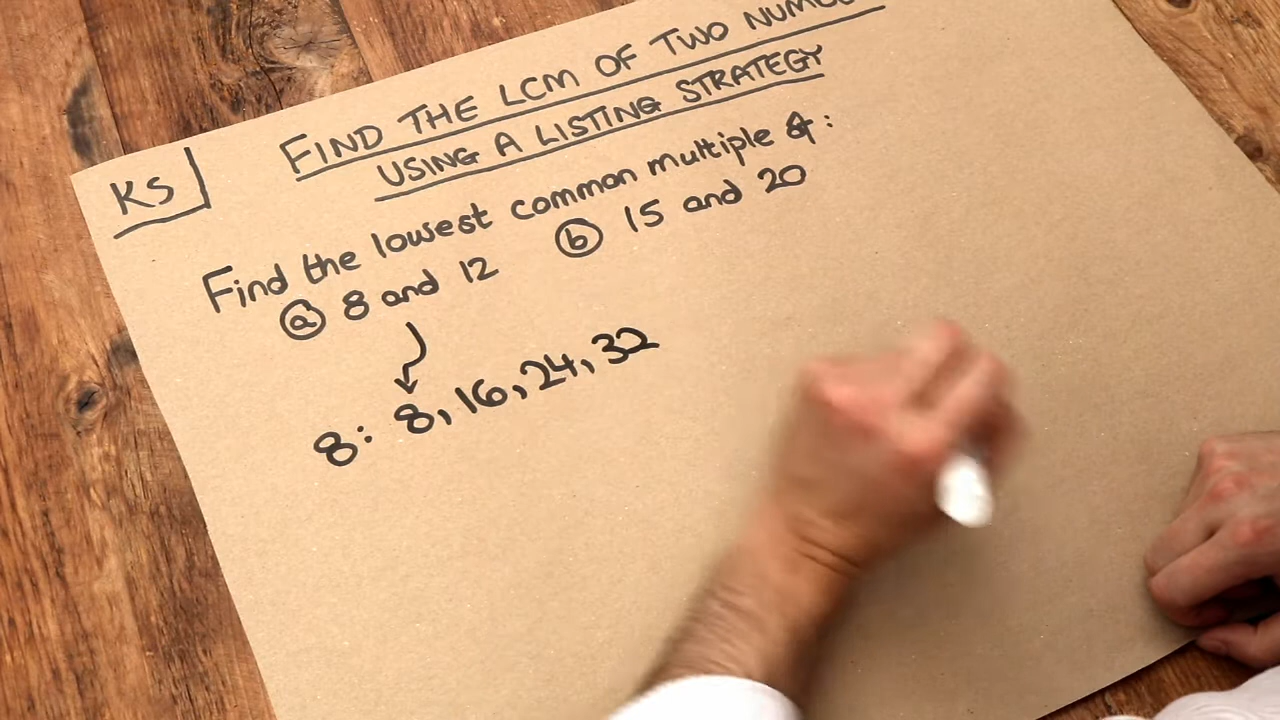 FIND THE LCM OF TWO
USING A LISTING STRATEGY
KS
Find the lowest common multiple of:
ⓐ 8 and 12 ⓑ 15 and 20
8: 8, 16, 24, 32